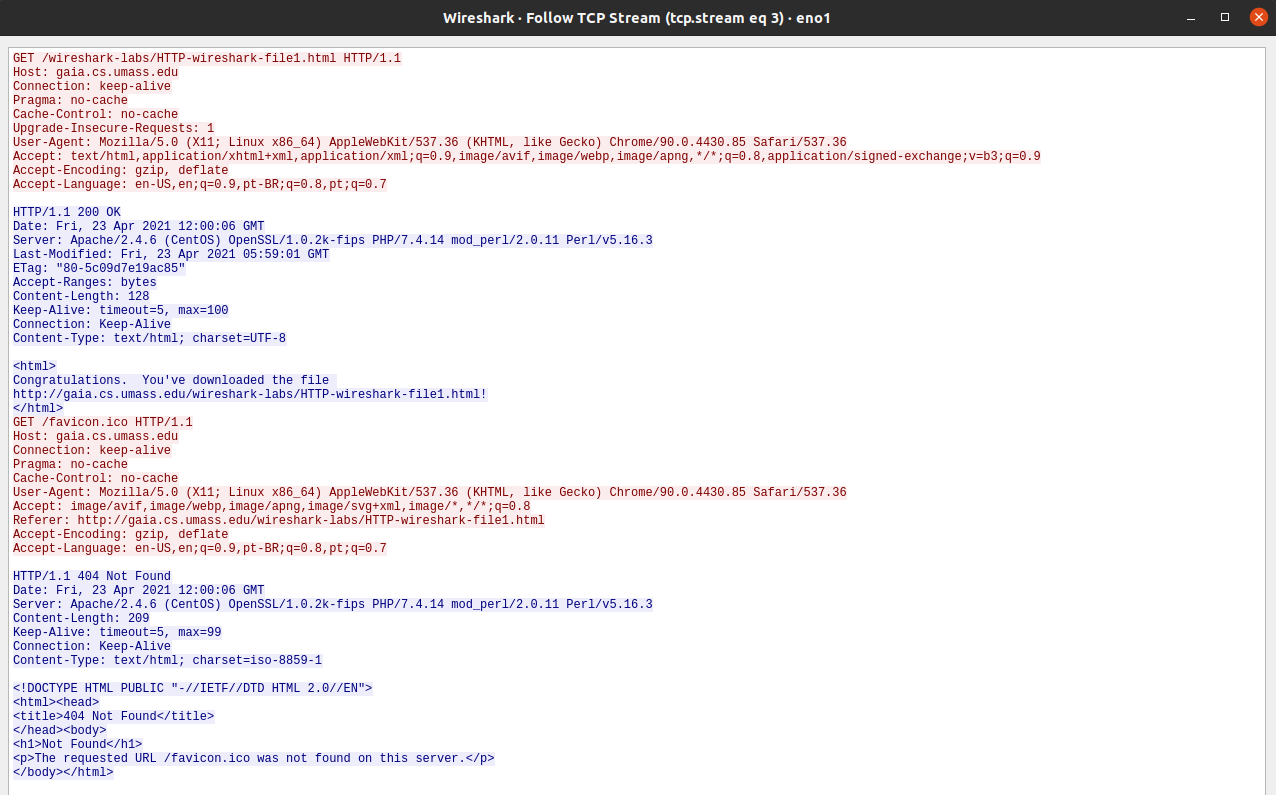 Wireshark · Follow TCP Stream (tcp.stream eq 3) · eno1
GET /wireshark-labs/HTTP-wireshark-file1.html HTTP/1.1
Host: gaia.cs.umass.edu
Connection: keep-alive
Pragma: no-cache
Cache-Control: no-cache
Upgrade-Insecure-Requests: 1
User-Agent: Mozilla/5.0 (X11; Linux x86_64) AppleWebKit/537.36 (KHTML, like Gecko) Chrome/90.0.4430.85 Safari/537.36
Accept: text/html,application/xhtml+xml,application/xml;q=0.9,image/avif,image/webp,image/apng,*/*;q=0.8,application/signed-exchange;v=b3;q=0.9
Accept-Encoding: gzip, deflate
Accept-Language: en-US,en;q=0.9,pt-BR;q=0.8,pt;q=0.7

HTTP/1.1 200 OK
Date: Fri, 23 Apr 2021 12:00:06 GMT
Server: Apache/2.4.6 (CentOS) OpenSSL/1.0.2k-fips PHP/7.4.14 mod_perl/2.0.11 Perl/v5.16.3
Last-Modified: Fri, 23 Apr 2021 05:59:01 GMT
ETag: "80-5c09d7e19ac85"
Accept-Ranges: bytes
Content-Length: 128
Keep-Alive: timeout=5, max=100
Connection: Keep-Alive
Content-Type: text/html; charset=UTF-8

<html>
Congratulations.  You've downloaded the file
http://gaia.cs.umass.edu/wireshark-labs/HTTP-wireshark-file1.html!
</html>
GET /favicon.ico HTTP/1.1
Host: gaia.cs.umass.edu
Connection: keep-alive
Pragma: no-cache
Cache-Control: no-cache
User-Agent: Mozilla/5.0 (X11; Linux x86_64) AppleWebKit/537.36 (KHTML, like Gecko) Chrome/90.0.4430.85 Safari/537.36
Accept: image/avif,image/webp,image/apng,image/svg+xml,image/*,*/*;q=0.8
Referer: http://gaia.cs.umass.edu/wireshark-labs/HTTP-wireshark-file1.html
Accept-Encoding: gzip, deflate
Accept-Language: en-US,en;q=0.9,pt-BR;q=0.8,pt;q=0.7

HTTP/1.1 404 Not Found
Date: Fri, 23 Apr 2021 12:00:06 GMT
Server: Apache/2.4.6 (CentOS) OpenSSL/1.0.2k-fips PHP/7.4.14 mod_perl/2.0.11 Perl/v5.16.3
Content-Length: 209
Keep-Alive: timeout=5, max=99
Connection: Keep-Alive
Content-Type: text/html; charset=iso-8859-1

<!DOCTYPE HTML PUBLIC "-//IETF//DTD HTML 2.0//EN">
<html><head>
<title>404 Not Found</title>
</head><body>
<h1>Not Found</h1>
<p>The requested URL /favicon.ico was not found on this server.</p>
</body></html>